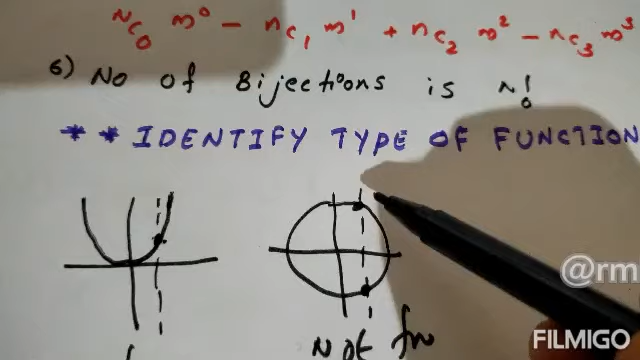 ⁿC₀ m⁰ - nC₁ m¹ + nC₂ m² - nC₃ m³
6) No of Bijections is n!
** IDENTIFY TYPE OF FUNCTION
Not fn
@rm
FILMIGO